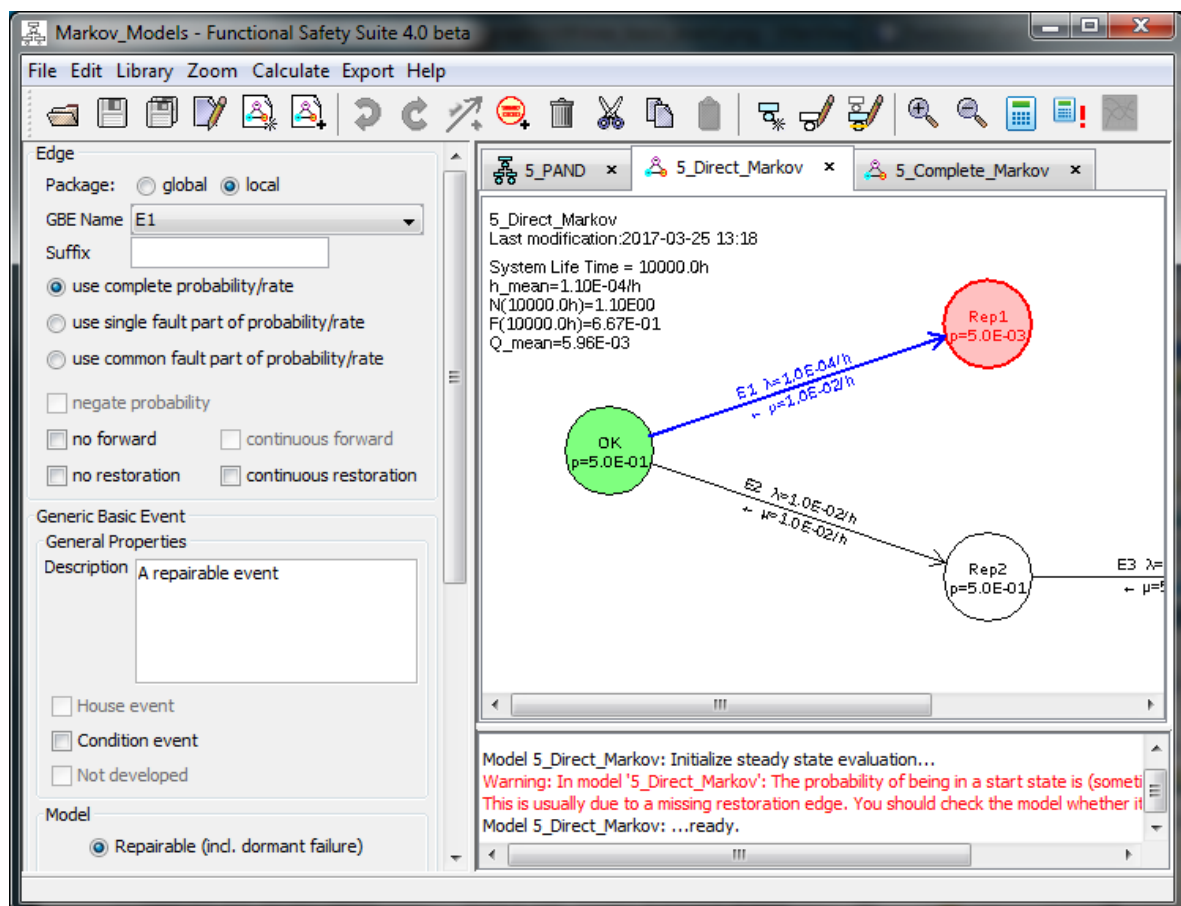 Markov_Models - Functional Safety Suite 4.0 beta
File Edit Library Zoom Calculate Export Help
Edge
Package: global local
GBE Name E1
Suffix
use complete probability/rate
use single fault part of probability/rate
use common fault part of probability/rate
negate probability
no forward continuous forward
no restoration continuous restoration
Generic Basic Event
General Properties
Description A repairable event
House event
Condition event
Not developed
Model
Repairable (incl. dormant failure)
5_PAND 5_Direct_Markov 5_Complete_Markov
5_Direct_Markov
Last modification:2017-03-25 13:18
System Life Time = 10000.0h
h_mean=1.10E-04/h
N(10000.0h)=1.10E00
F(10000.0h)=6.67E-01
Q_mean=5.96E-03
Rep1
p=5.0E-03
E1 λ=1.0E-04/h
← μ=1.0E-02/h
OK
p=5.0E-01
E2 λ=1.0E-02/h
← μ=1.0E-02/h
Rep2
p=5.0E-01
E3 λ=
← μ=5
Model 5_Direct_Markov: Initialize steady state evaluation...
Warning: In model '5_Direct_Markov': The probability of being in a start state is (someti
This is usually due to a missing restoration edge. You should check the model whether it
Model 5_Direct_Markov: ...ready.